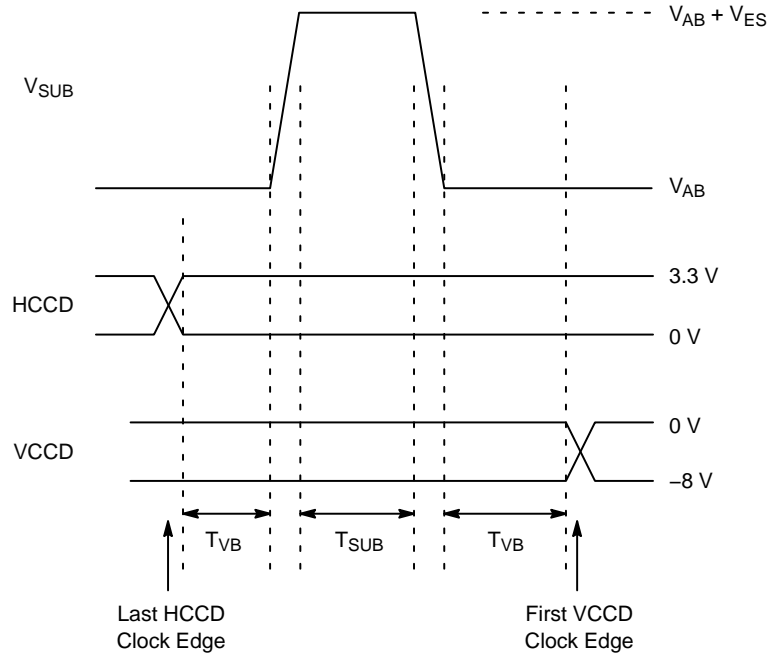 V_AB + V_ES
V_SUB
V_AB
3.3 V
HCCD
0 V
0 V
VCCD
–8 V
T_VB
T_SUB
T_VB
Last HCCD
Clock Edge
First VCCD
Clock Edge